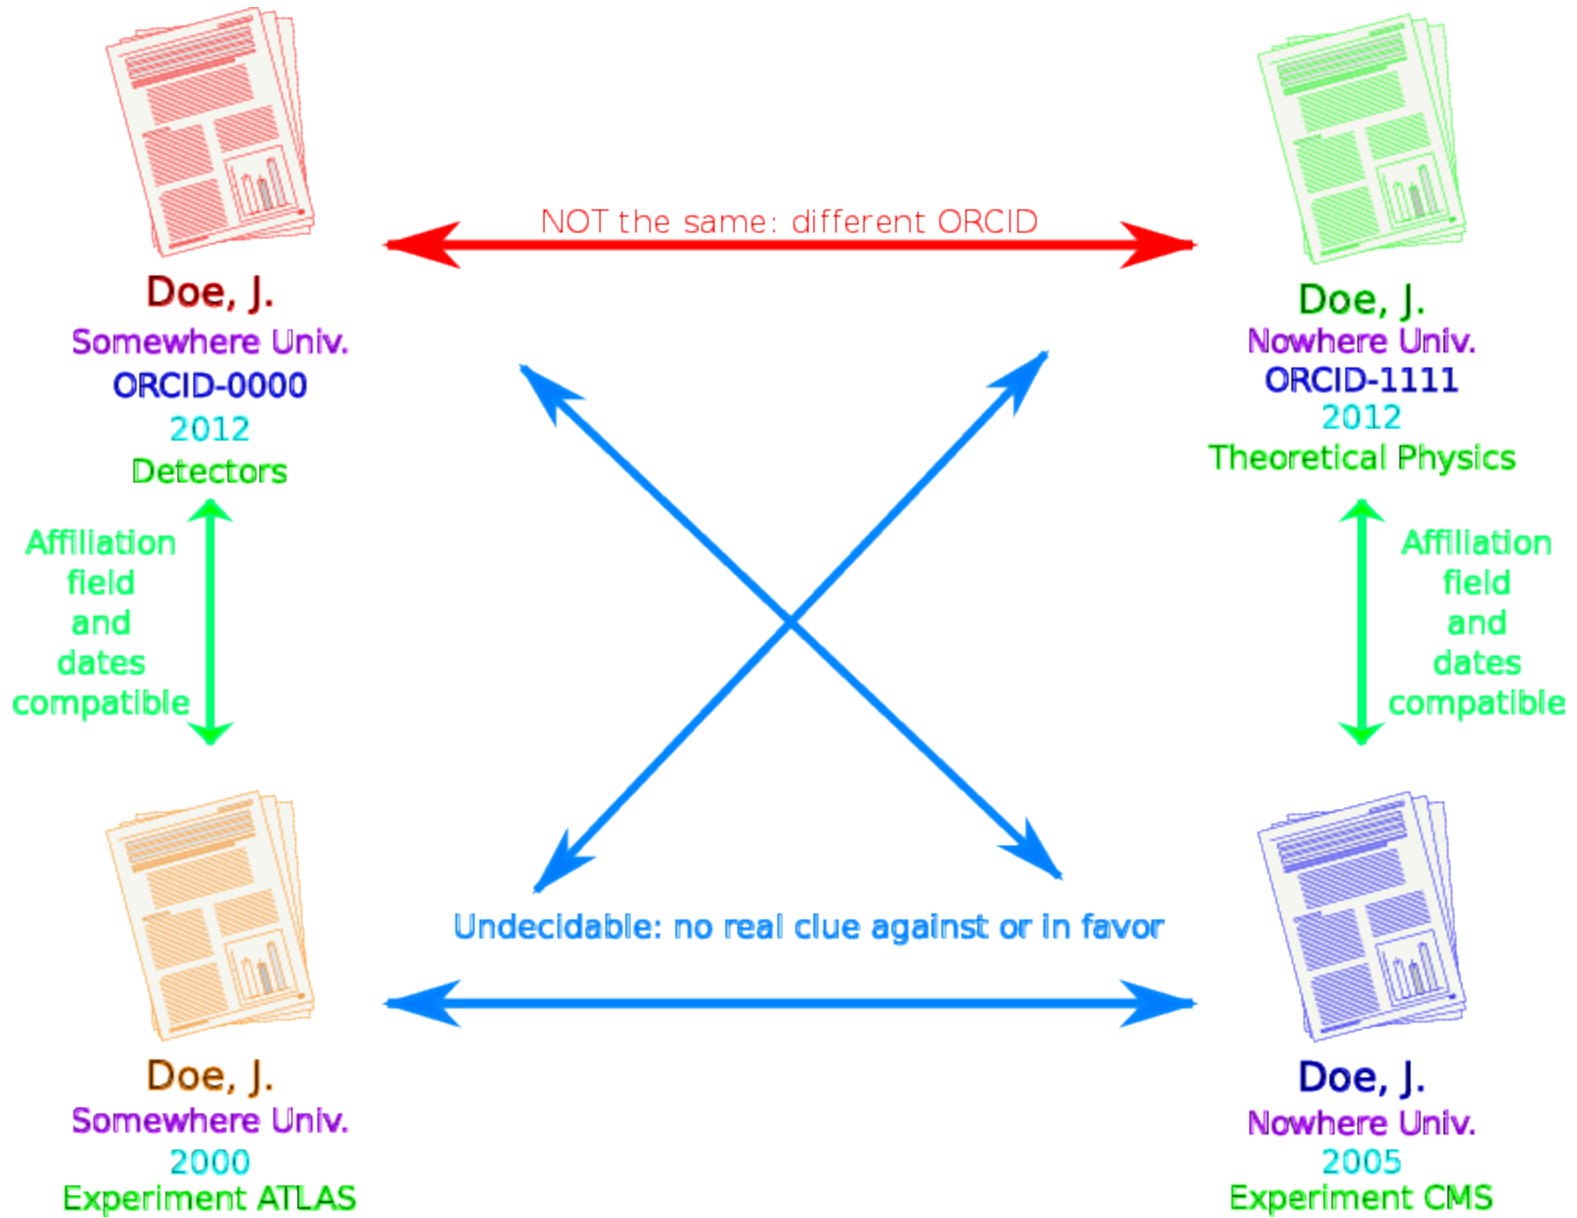 NOT the same: different ORCID
Doe, J.
Somewhere Univ.
ORCID-0000
2012
Detectors
Doe, J.
Nowhere Univ.
ORCID-1111
2012
Theoretical Physics
Affiliation
field
and
dates
compatible
Affiliation
field
and
dates
compatible
Undecidable: no real clue against or in favor
Doe, J.
Somewhere Univ.
2000
Experiment ATLAS
Doe, J.
Nowhere Univ.
2005
Experiment CMS